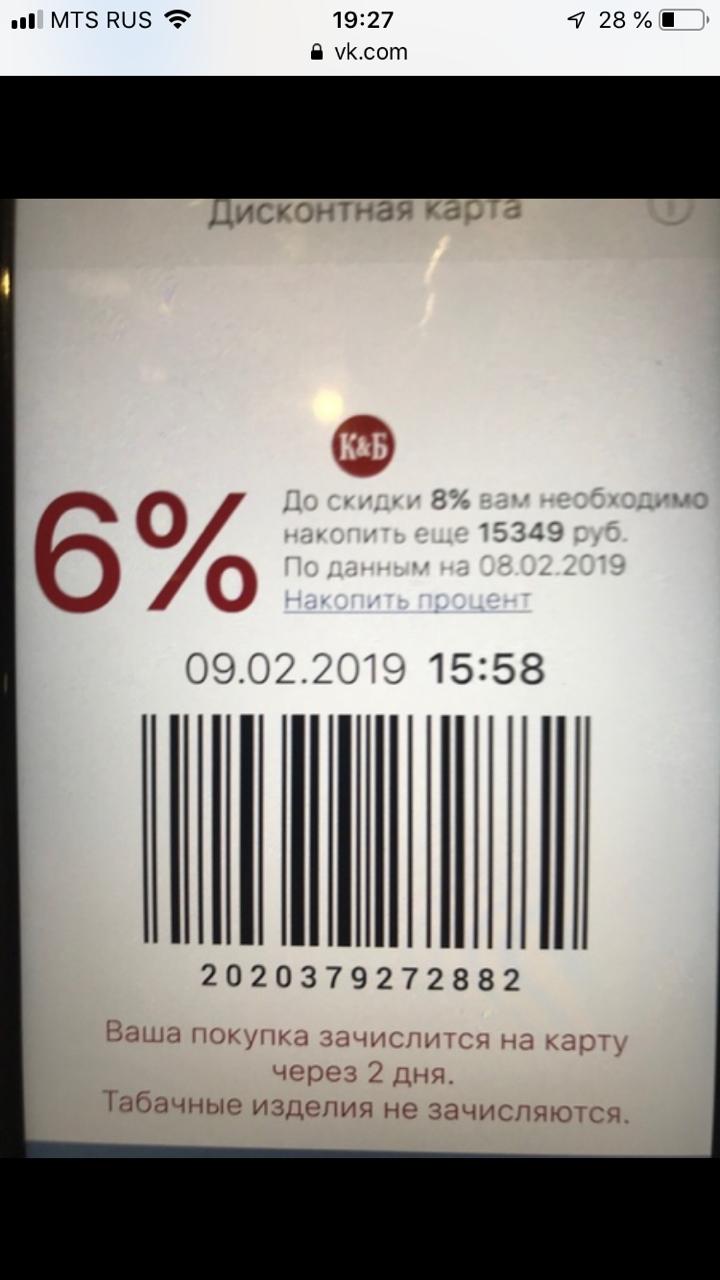 MTS RUS 19:27 28 %
vk.com
Дисконтная карта
К&Б
6%
До скидки 8% вам необходимо
накопить еще 15349 руб.
По данным на 08.02.2019
Накопить процент
09.02.2019 15:58
2020379272882
Ваша покупка зачислится на карту
через 2 дня.
Табачные изделия не зачисляются.